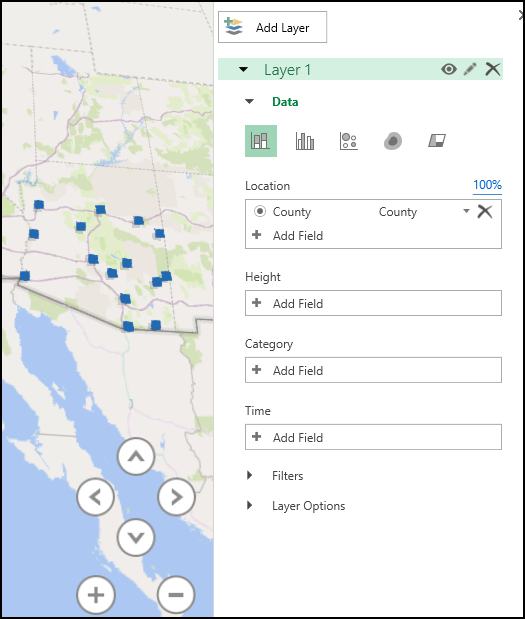 Add Layer
Layer 1
Data
Location 100%
County County
Add Field
Height
Add Field
Category
Add Field
Time
Add Field
Filters
Layer Options